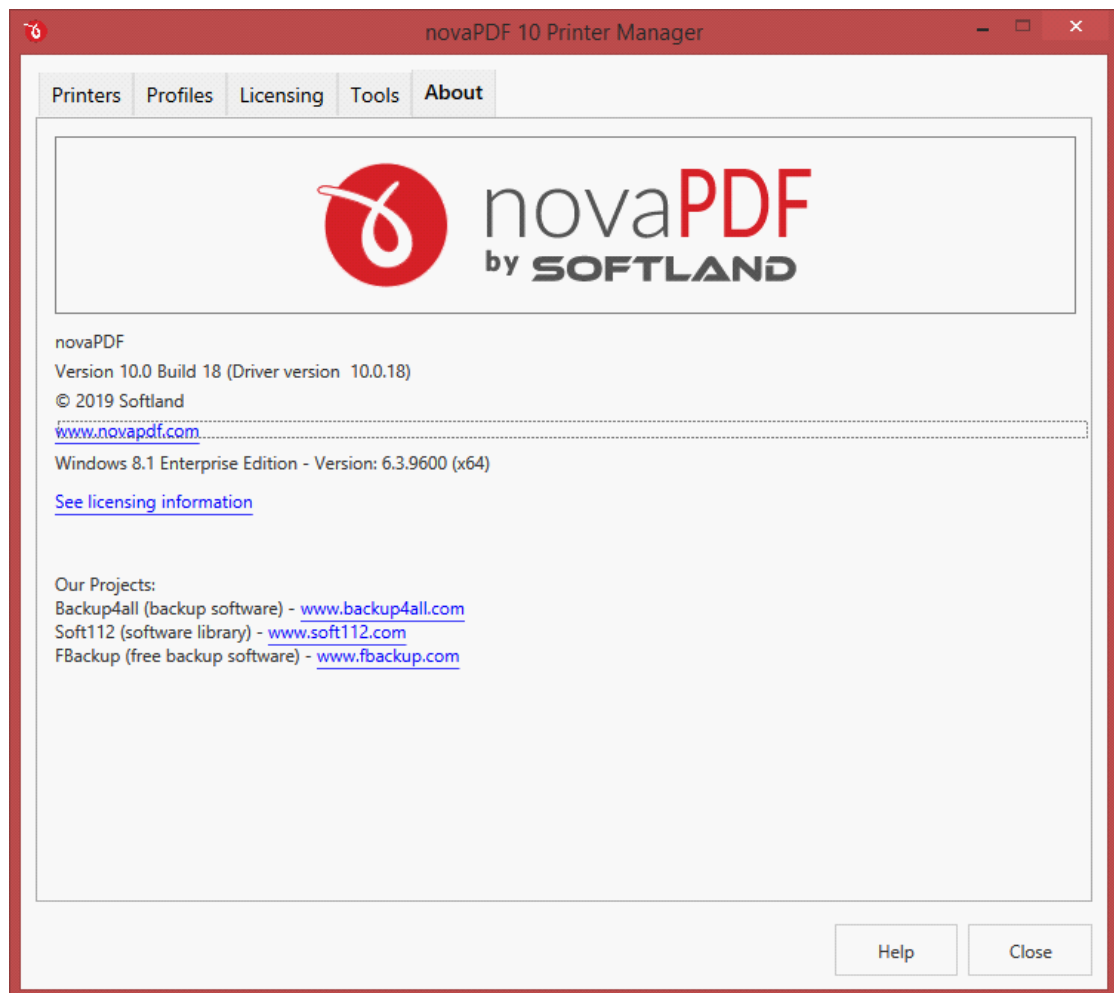 novaPDF 10 Printer Manager
Printers Profiles Licensing Tools About
novaPDF
by SOFTLAND
novaPDF
Version 10.0 Build 18 (Driver version 10.0.18)
© 2019 Softland
www.novapdf.com
Windows 8.1 Enterprise Edition - Version: 6.3.9600 (x64)
See licensing information
Our Projects:
Backup4all (backup software) - www.backup4all.com
Soft112 (software library) - www.soft112.com
FBackup (free backup software) - www.fbackup.com
Help Close